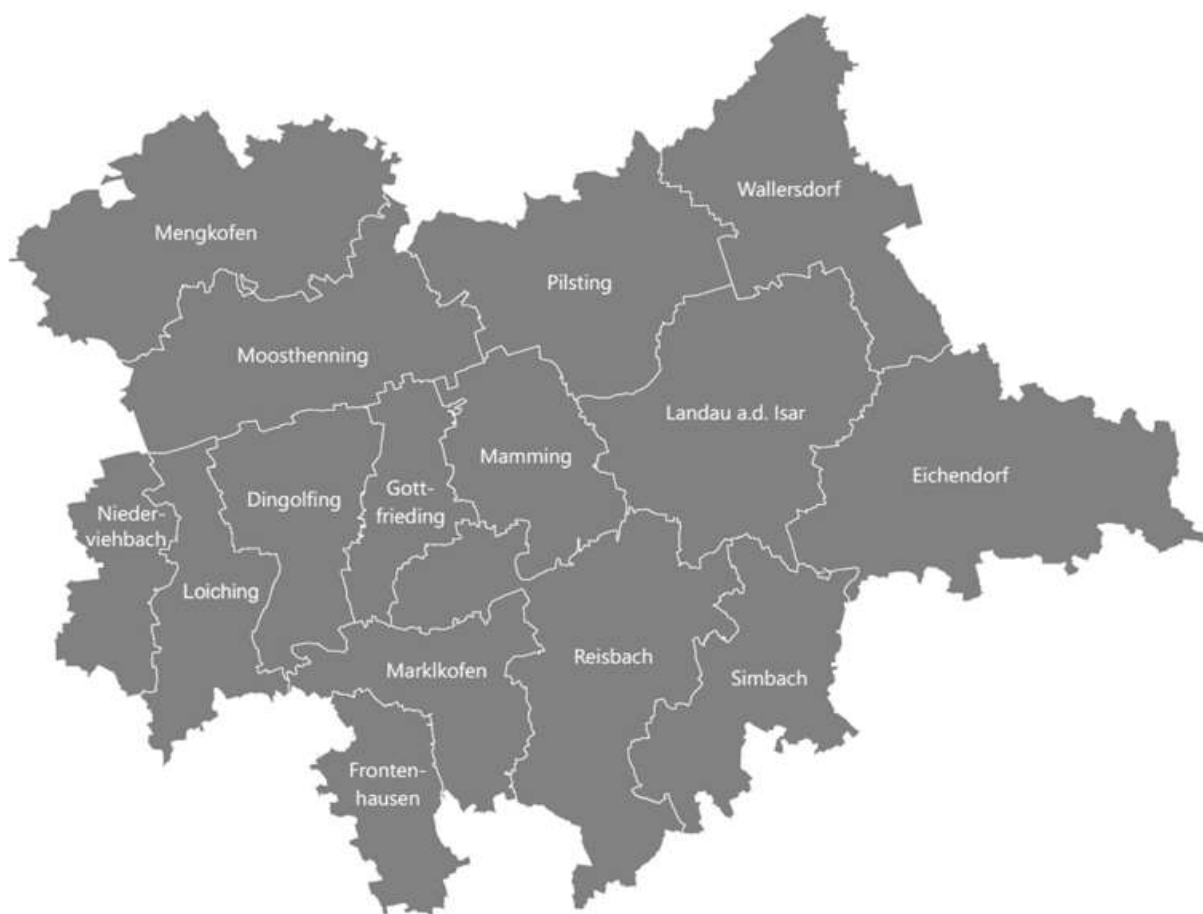 Wallersdorf
Mengkofen
Pilsting
Moosthenning
Landau a.d. Isar
Mamming
Eichendorf
Gott-
frieding
Dingolfing
Nieder-
viehbach
Loiching
Reisbach
Marklkofen
Simbach
Fronten-
hausen